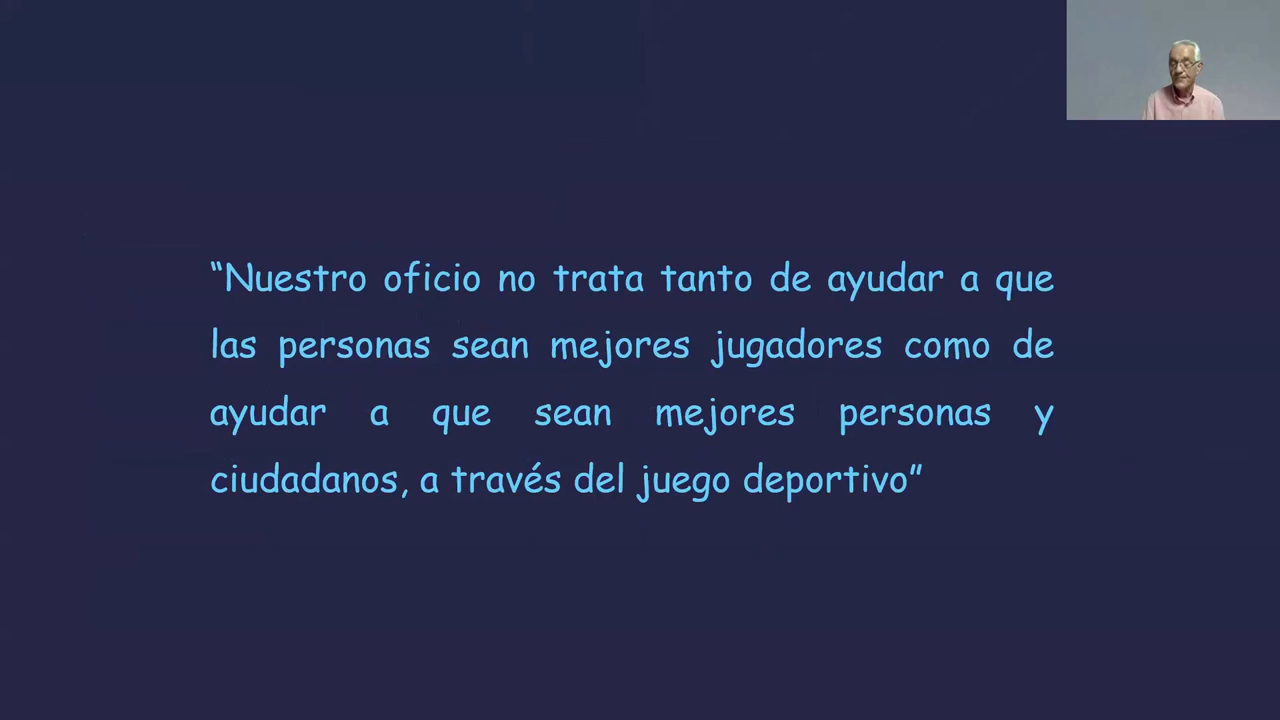 “Nuestro oficio no trata tanto de ayudar a que
las personas sean mejores jugadores como de
ayudar a que sean mejores personas y
ciudadanos, a través del juego deportivo”